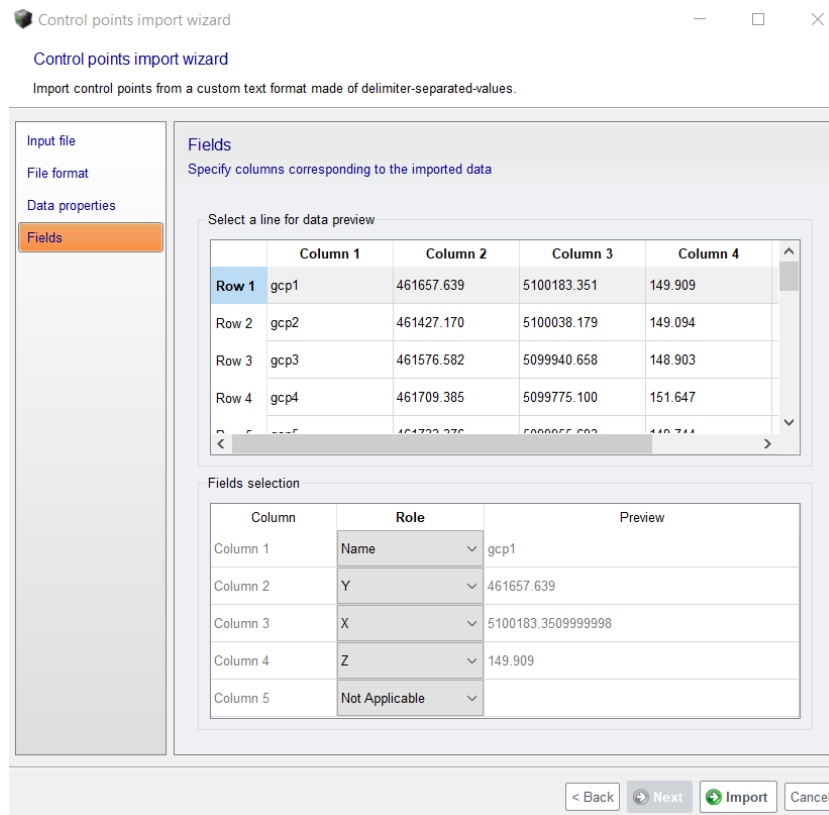 Control points import wizard
Control points import wizard
Import control points from a custom text format made of delimiter-separated-values.
Input file
File format
Data properties
Fields
Fields
Specify columns corresponding to the imported data
Select a line for data preview
Column 1 Column 2 Column 3 Column 4
Row 1 gcp1 461657.639 5100183.351 149.909
Row 2 gcp2 461427.170 5100038.179 149.094
Row 3 gcp3 461576.582 5099940.658 148.903
Row 4 gcp4 461709.385 5099775.100 151.647
Fields selection
Column Role Preview
Column 1 Name gcp1
Column 2 Y 461657.639
Column 3 X 5100183.3509999998
Column 4 Z 149.909
Column 5 Not Applicable
< Back Next Import Cancel